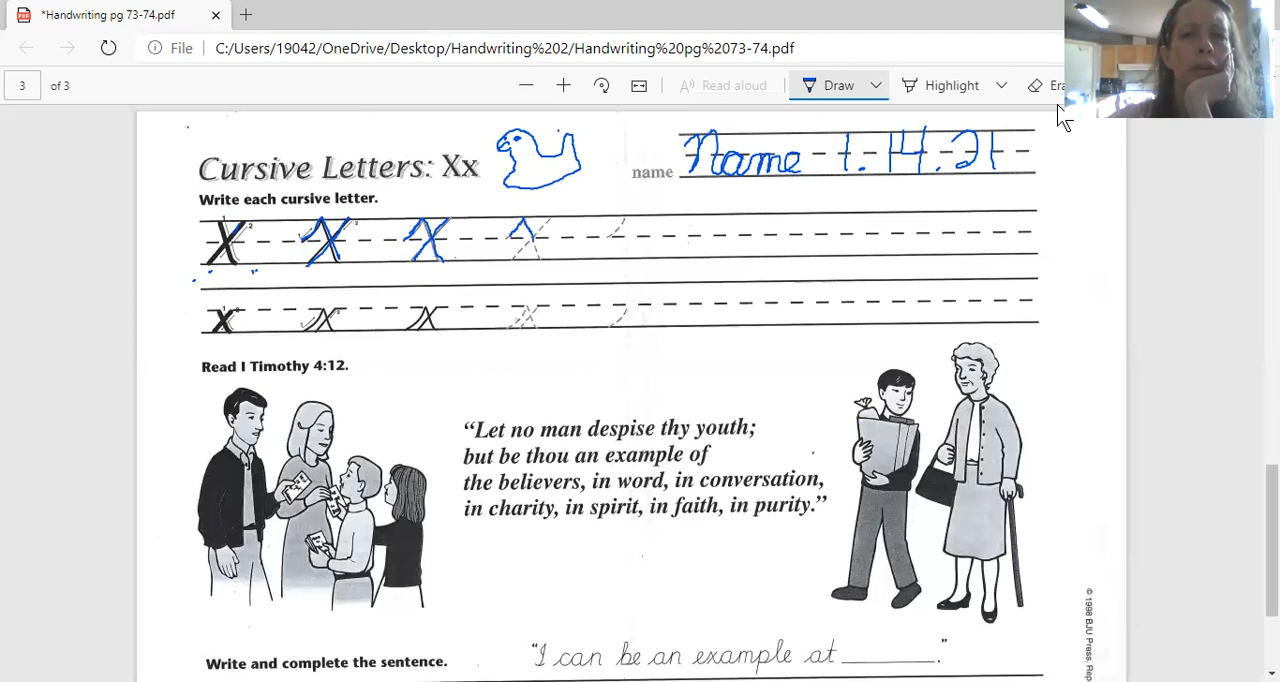 *Handwriting pg 73-74.pdf
File C:/Users/19042/OneDrive/Desktop/Handwriting%202/Handwriting%20pg%2073-74.pdf
3 of 3 Read aloud Draw Highlight Era
Cursive Letters: Xx name Name 1.14.21
Write each cursive letter.
X X X X
x x x x
Read I Timothy 4:12.
“Let no man despise thy youth;
but be thou an example of
the believers, in word, in conversation,
in charity, in spirit, in faith, in purity.”
Write and complete the sentence. “I can be an example at ______.”
© 1998 BJU Press. Rep